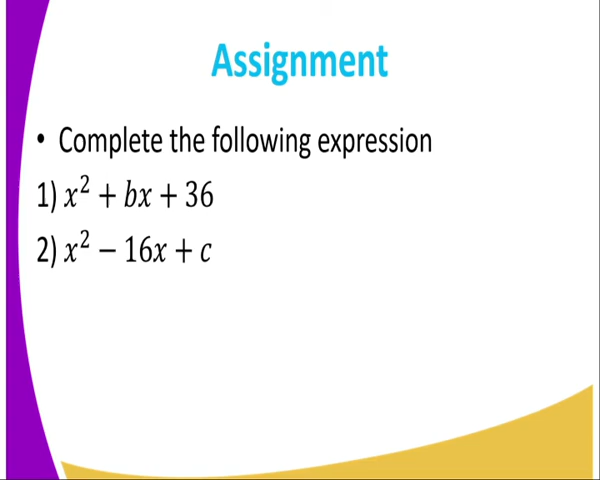 Assignment
• Complete the following expression
1) x² + bx + 36
2) x² − 16x + c